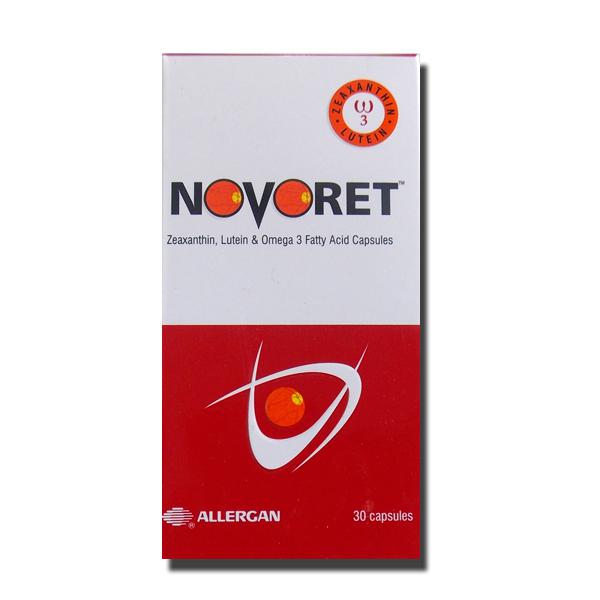 ZEAXANTHIN
ω
3
LUTEIN
NOVORET™
Zeaxanthin, Lutein & Omega 3 Fatty Acid Capsules
® ALLERGAN
30 capsules